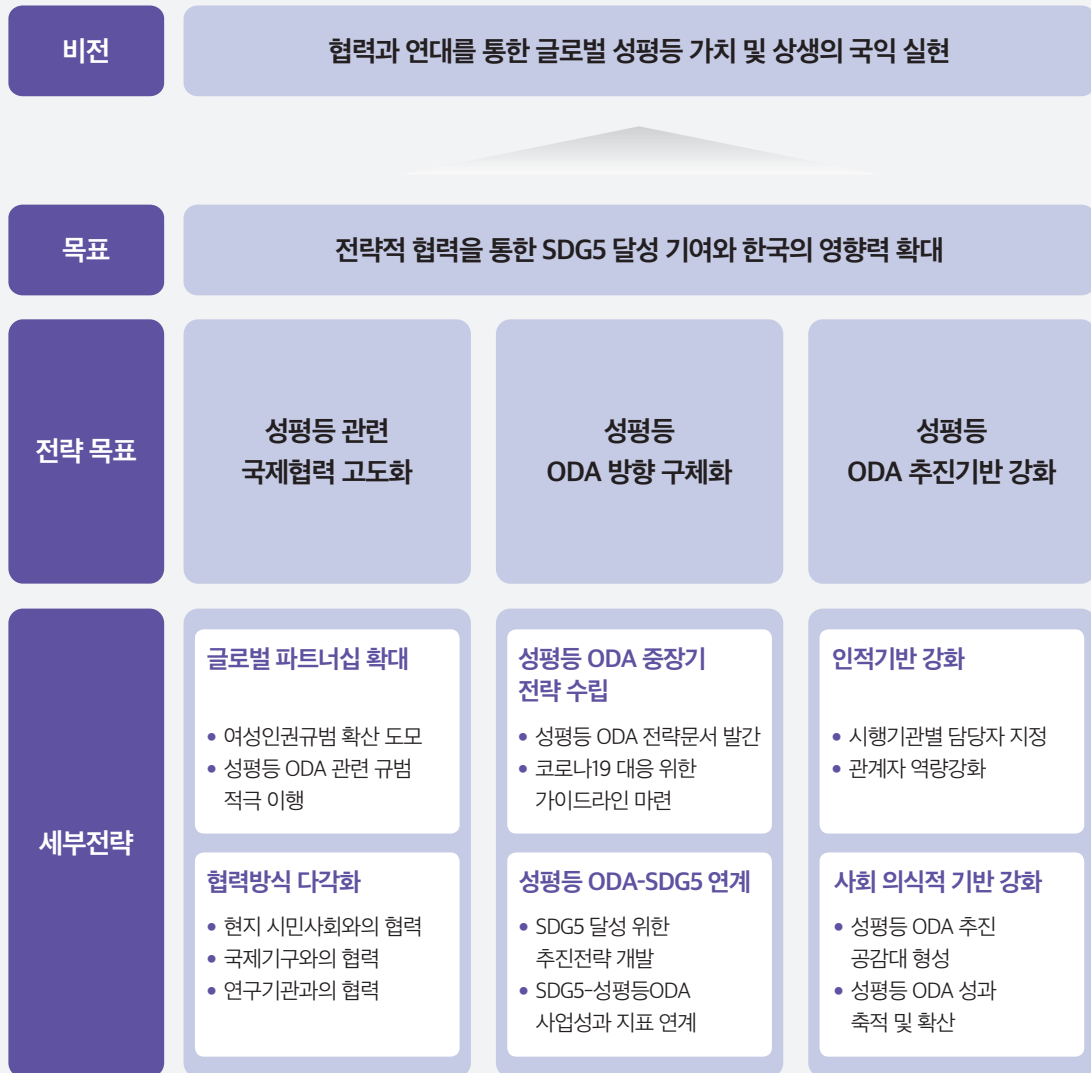 비전
협력과 연대를 통한 글로벌 성평등 가치 및 상생의 국익 실현
목표
전략적 협력을 통한 SDG5 달성 기여와 한국의 영향력 확대
전략 목표
성평등 관련
국제협력 고도화
성평등
ODA 방향 구체화
성평등
ODA 추진기반 강화
세부전략
글로벌 파트너십 확대
• 여성인권규범 확산 도모
• 성평등 ODA 관련 규범
적극 이행
협력방식 다각화
• 현지 시민사회와의 협력
• 국제기구와의 협력
• 연구기관과의 협력
성평등 ODA 중장기
전략 수립
• 성평등 ODA 전략문서 발간
• 코로나19 대응 위한
가이드라인 마련
성평등 ODA-SDG5 연계
• SDG5 달성 위한
추진전략 개발
• SDG5-성평등ODA
사업성과 지표 연계
인적기반 강화
• 시행기관별 담당자 지정
• 관계자 역량강화
사회 의식적 기반 강화
• 성평등 ODA 추진
공감대 형성
• 성평등 ODA 성과
축적 및 확산